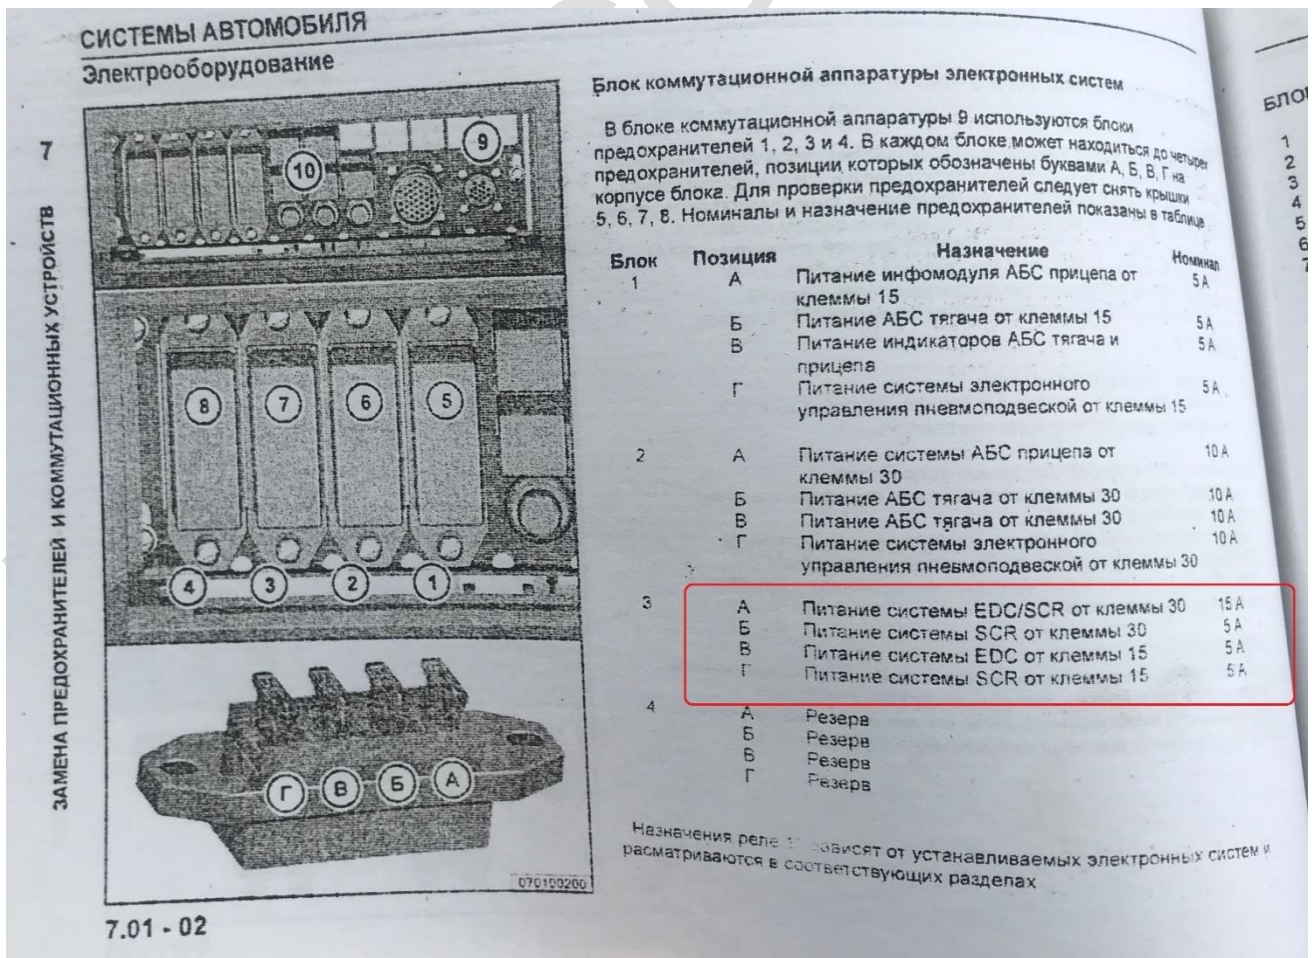 СИСТЕМЫ АВТОМОБИЛЯ
Электрооборудование
7
ЗАМЕНА ПРЕДОХРАНИТЕЛЕЙ И КОММУТАЦИОННЫХ УСТРОЙСТВ
10
9
8
7
6
5
4
3
2
1
Г
В
Б
А
070100200
7.01 - 02
Блок коммутационной аппаратуры электронных систем
В блоке коммутационной аппаратуры 9 используются блоки
предохранителей 1, 2, 3 и 4. В каждом блоке может находиться до четырех
предохранителей, позиции которых обозначены буквами А, Б, В, Г на
корпусе блока. Для проверки предохранителей следует снять крышки
5, 6, 7, 8. Номиналы и назначение предохранителей показаны в таблице
Блок Позиция Назначение Номинал
1 А Питание инфомодуля АБС прицепа от 5 А
клеммы 15
Б Питание АБС тягача от клеммы 15 5 А
В Питание индикаторов АБС тягача и 5 А
прицепа
Г Питание системы электронного 5 А
управления пневмоподвеской от клеммы 15
2 А Питание системы АБС прицепа от 10 А
клеммы 30
Б Питание АБС тягача от клеммы 30 10 А
В Питание АБС тягача от клеммы 30 10 А
Г Питание системы электронного 10 А
управления пневмоподвеской от клеммы 30
3 А Питание системы EDC/SCR от клеммы 30 15 А
Б Питание системы SCR от клеммы 30 5 А
В Питание системы EDC от клеммы 15 5 А
Г Питание системы SCR от клеммы 15 5 А
4 А Резерв
Б Резерв
В Резерв
Г Резерв
Назначения реле зависят от устанавливаемых электронных систем и
расматриваются в соответствующих разделах
1
2
3
4
5
6
7